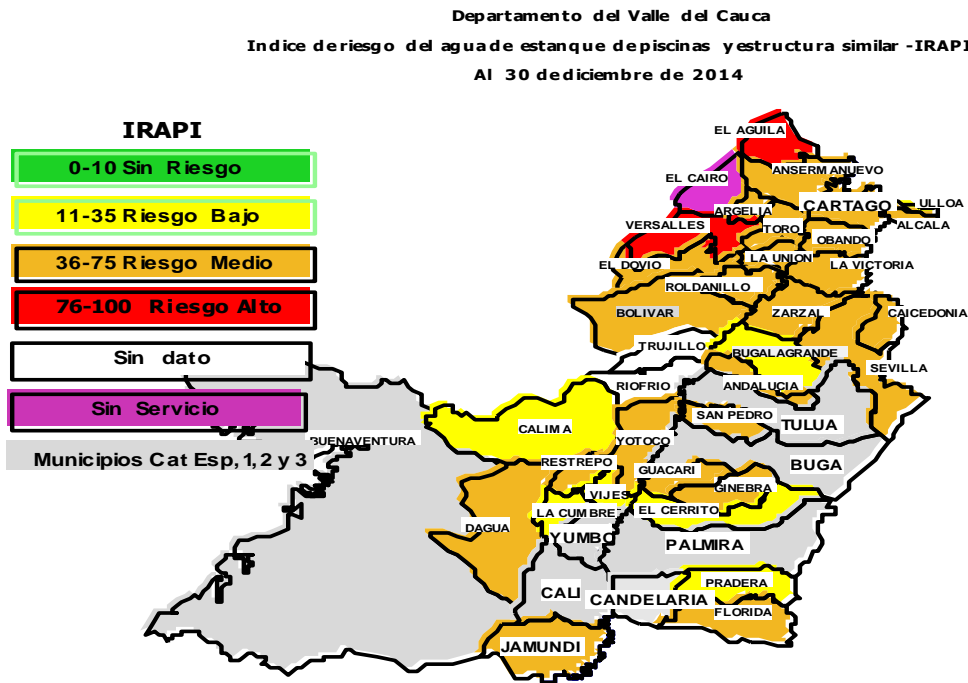 Departamento del Valle del Cauca
Indice deriesgo del aguade estanque depiscinas yestructura similar -IRAPI
Al 30 dediciembre de 2014
IRAPI
0-10 Sin Riesgo
11-35 Riesgo Bajo
36-75 Riesgo Medio
76-100 Riesgo Alto
Sin dato
Sin Servicio
Municipios Cat Esp, 1, 2 y 3
EL AGUILA
ANSERMANUEVO
EL CAIRO
CARTAGO
ULLOA
ARGELIA
ALCALA
VERSALLES
TORO
OBANDO
LA UNION
EL DOVIO
LA VICTORIA
ROLDANILLO
BOLIVAR
ZARZAL
CAICEDONIA
TRUJILLO
BUGALAGRANDE
SEVILLA
RIOFRIO
ANDALUCIA
SAN PEDRO
TULUA
CALIMA
BUENAVENTURA
YOTOCO
RESTREPO
BUGA
GUACARI
GINEBRA
VIJES
LA CUMBRE
EL CERRITO
DAGUA
YUMBO
PALMIRA
PRADERA
CALI
CANDELARIA
FLORIDA
JAMUNDI